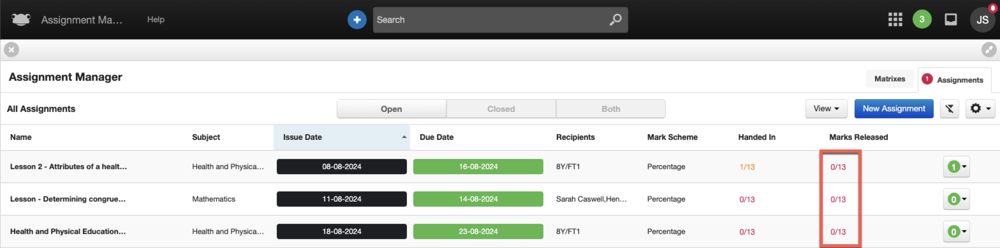 Assignment Ma... Help Search 3 JS
Assignment Manager Matrixes 1 Assignments
All Assignments Open Closed Both View New Assignment
Name Subject Issue Date Due Date Recipients Mark Scheme Handed In Marks Released
Lesson 2 - Attributes of a healt... Health and Physica... 08-08-2024 16-08-2024 8Y/FT1 Percentage 1/13 0/13 1
Lesson - Determining congrue... Mathematics 11-08-2024 14-08-2024 Sarah Caswell,Hen... Percentage 0/13 0/13 0
Health and Physical Education... Health and Physica... 18-08-2024 23-08-2024 8Y/FT1 Percentage 0/13 0/13 0